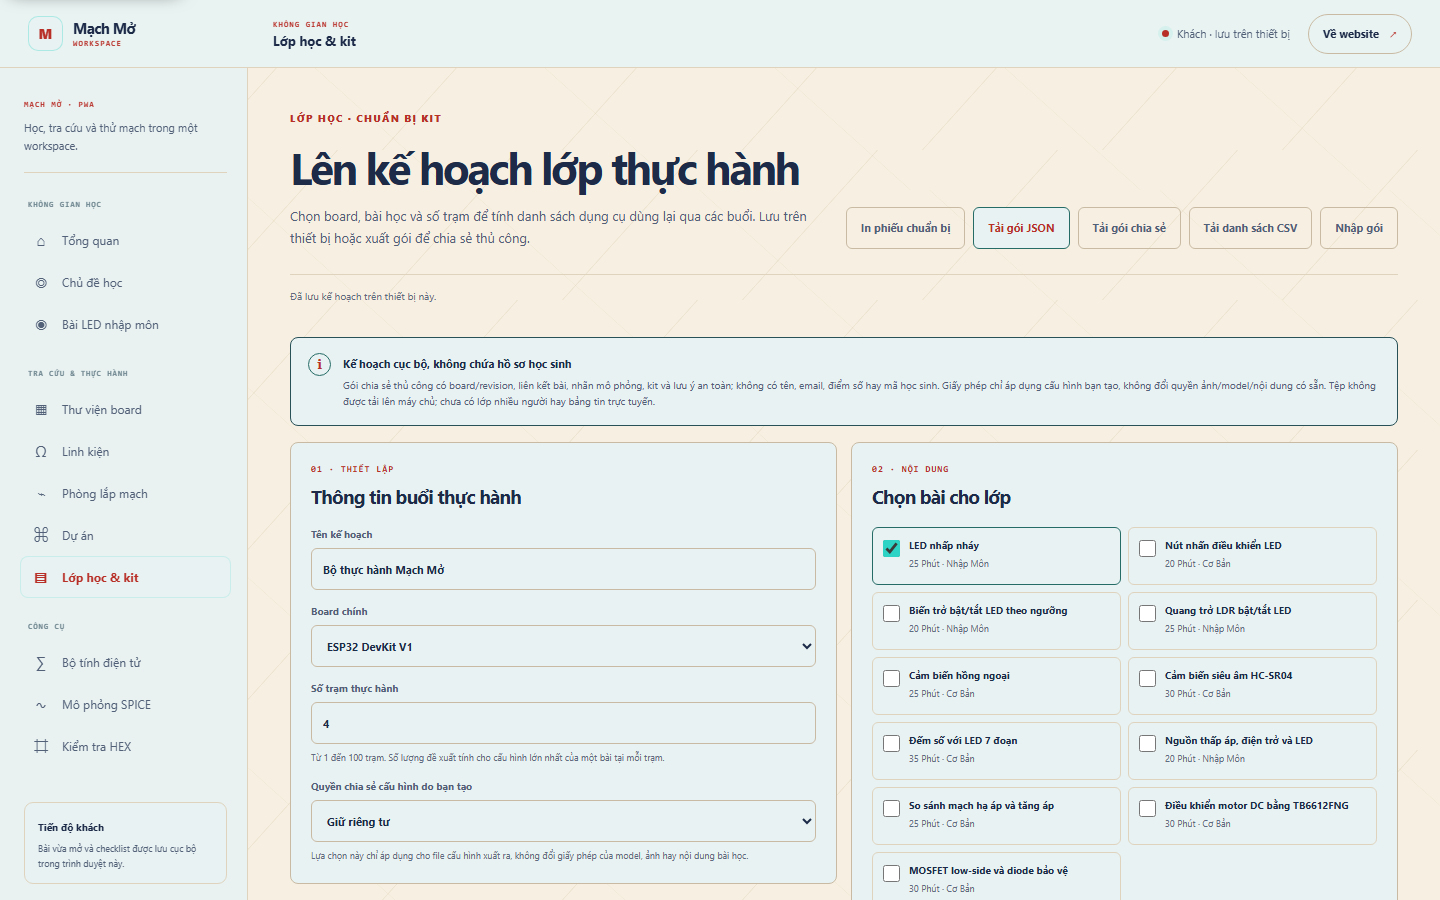 M
Mạch Mở
WORKSPACE
KHÔNG GIAN HỌC
Lớp học & kit
Khách · lưu trên thiết bị
Về website ↗
MẠCH MỞ · PWA
Học, tra cứu và thử mạch trong một
workspace.
KHÔNG GIAN HỌC
Tổng quan
Chủ đề học
Bài LED nhập môn
TRA CỨU & THỰC HÀNH
Thư viện board
Linh kiện
Phòng lắp mạch
Dự án
Lớp học & kit
CÔNG CỤ
Bộ tính điện tử
Mô phỏng SPICE
Kiểm tra HEX
Tiến độ khách
Bài vừa mở và checklist được lưu cục bộ
trong trình duyệt này.
LỚP HỌC · CHUẨN BỊ KIT
Lên kế hoạch lớp thực hành
Chọn board, bài học và số trạm để tính danh sách dụng cụ dùng lại qua các buổi. Lưu trên
thiết bị hoặc xuất gói để chia sẻ thủ công.
In phiếu chuẩn bị
Tải gói JSON
Tải gói chia sẻ
Tải danh sách CSV
Nhập gói
Đã lưu kế hoạch trên thiết bị này.
i
Kế hoạch cục bộ, không chứa hồ sơ học sinh
Gói chia sẻ thủ công có board/revision, liên kết bài, nhãn mô phỏng, kit và lưu ý an toàn; không có tên, email, điểm số hay mã học sinh. Giấy phép chỉ áp dụng cấu hình bạn tạo, không đổi quyền ảnh/model/nội dung có sẵn. Tệp không
được tải lên máy chủ; chưa có lớp nhiều người hay bảng tin trực tuyến.
01 · THIẾT LẬP
Thông tin buổi thực hành
Tên kế hoạch
Bộ thực hành Mạch Mở
Board chính
ESP32 DevKit V1
Số trạm thực hành
4
Từ 1 đến 100 trạm. Số lượng đề xuất tính cho cấu hình lớn nhất của một bài tại mỗi trạm.
Quyền chia sẻ cấu hình do bạn tạo
Giữ riêng tư
Lựa chọn này chỉ áp dụng cho file cấu hình xuất ra, không đổi giấy phép của model, ảnh hay nội dung bài học.
02 · NỘI DUNG
Chọn bài cho lớp
LED nhấp nháy
25 Phút · Nhập Môn
Nút nhấn điều khiển LED
20 Phút · Cơ Bản
Biến trở bật/tắt LED theo ngưỡng
20 Phút · Nhập Môn
Quang trở LDR bật/tắt LED
25 Phút · Nhập Môn
Cảm biến hồng ngoại
25 Phút · Cơ Bản
Cảm biến siêu âm HC-SR04
30 Phút · Cơ Bản
Đếm số với LED 7 đoạn
35 Phút · Cơ Bản
Nguồn thấp áp, điện trở và LED
20 Phút · Nhập Môn
So sánh mạch hạ áp và tăng áp
25 Phút · Cơ Bản
Điều khiển motor DC bằng TB6612FNG
30 Phút · Cơ Bản
MOSFET low-side và diode bảo vệ
30 Phút · Cơ Bản